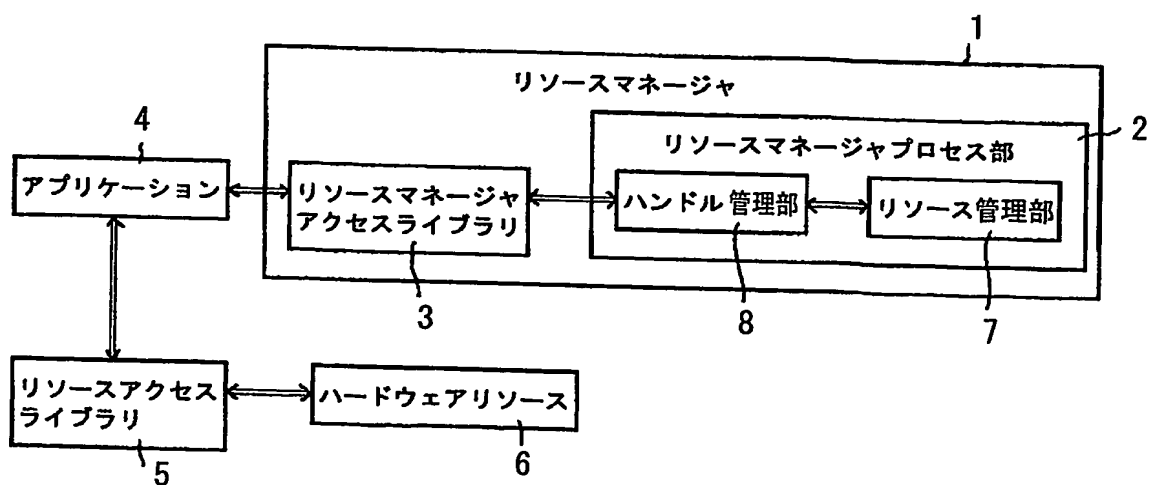 1
リソースマネージャ
2
リソースマネージャプロセス部
4
アプリケーション
リソースマネージャ
アクセスライブラリ
ハンドル管理部
リソース管理部
3
8
7
リソースアクセス
ライブラリ
ハードウェアリソース
5
6